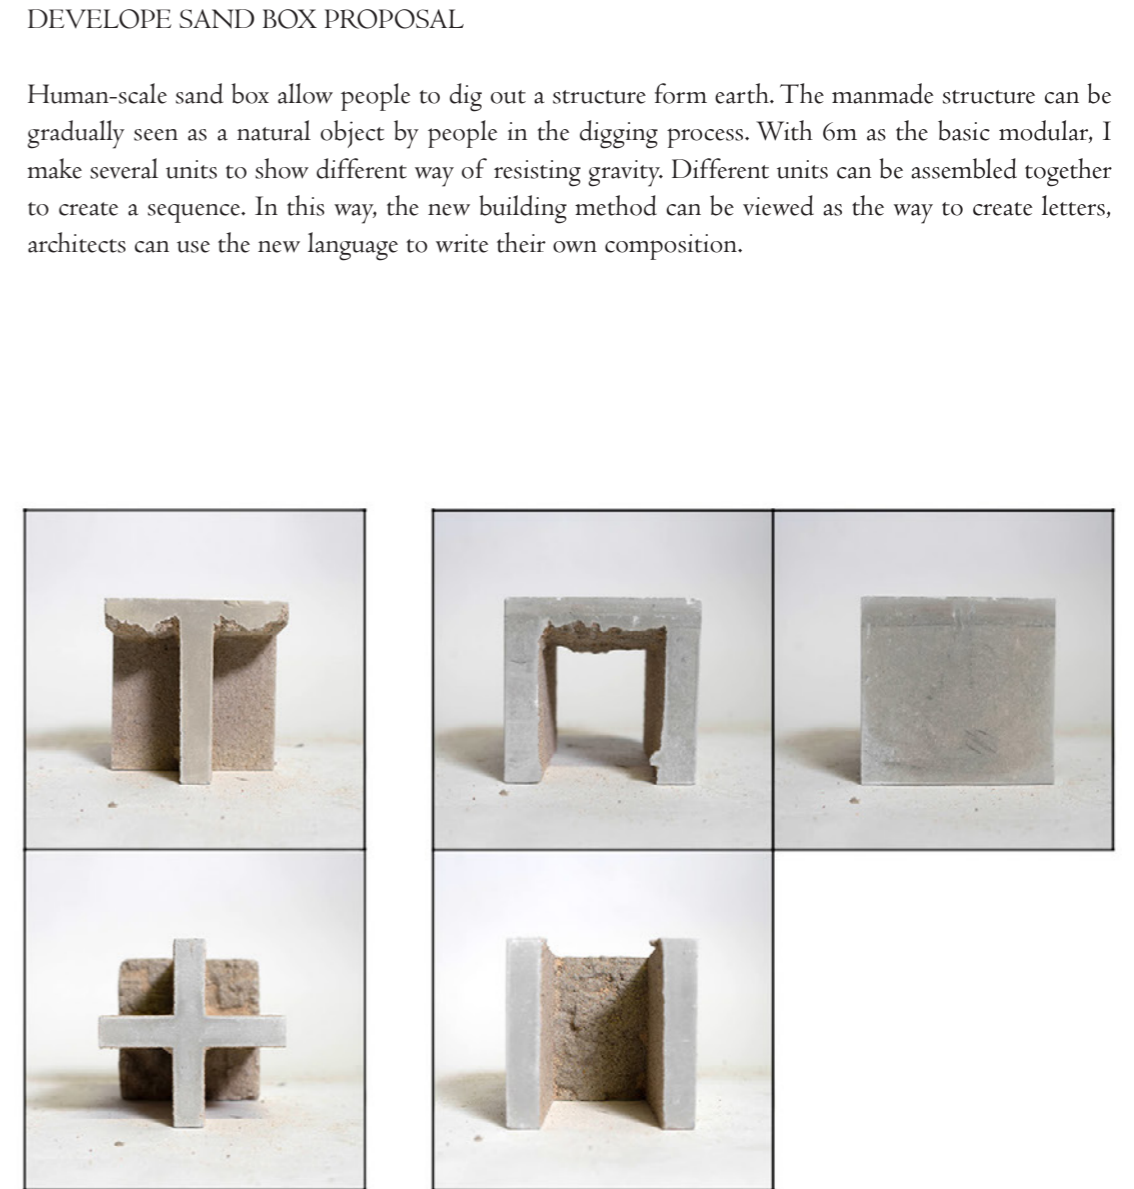 DEVELOPE SAND BOX PROPOSAL
Human-scale sand box allow people to dig out a structure form earth. The manmade structure can be
gradually seen as a natural object by people in the digging process. With 6m as the basic modular, I
make several units to show different way of resisting gravity. Different units can be assembled together
to create a sequence. In this way, the new building method can be viewed as the way to create letters,
architects can use the new language to write their own composition.